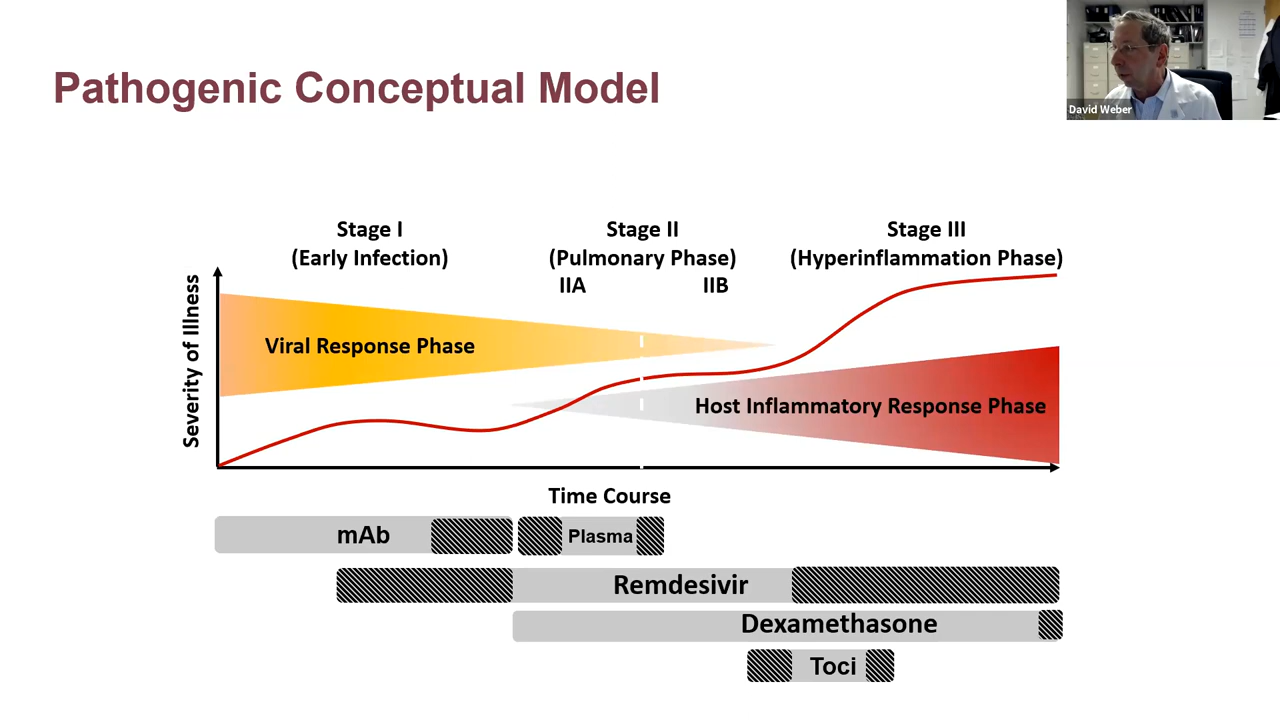 Pathogenic Conceptual Model
David Weber
Stage I
(Early Infection)
Stage II
(Pulmonary Phase)
IIA
IIB
Stage III
(Hyperinflammation Phase)
Severity of Illness
Viral Response Phase
Host Inflammatory Response Phase
Time Course
mAb
Plasma
Remdesivir
Dexamethasone
Toci